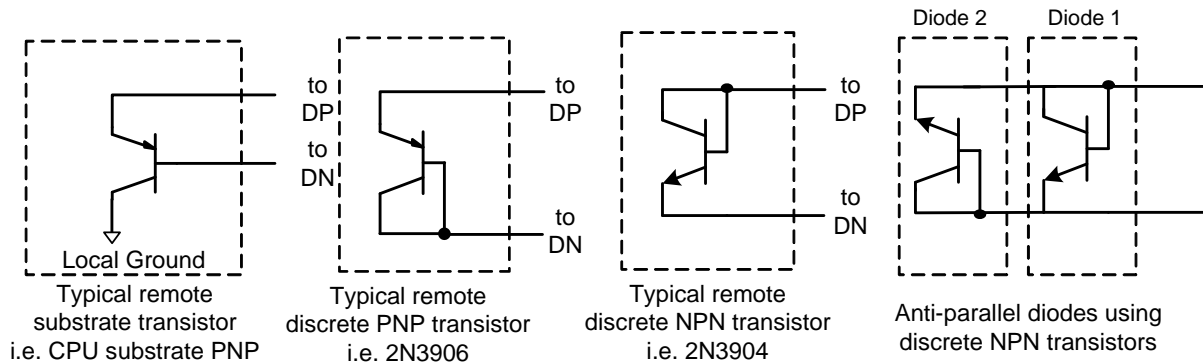 Diode 2
Diode 1
to
DP
to
DN
Local Ground
Typical remote
substrate transistor
i.e. CPU substrate PNP
to
DP
to
DN
Typical remote
discrete PNP transistor
i.e. 2N3906
to
DP
to
DN
Typical remote
discrete NPN transistor
i.e. 2N3904
Anti-parallel diodes using
discrete NPN transistors